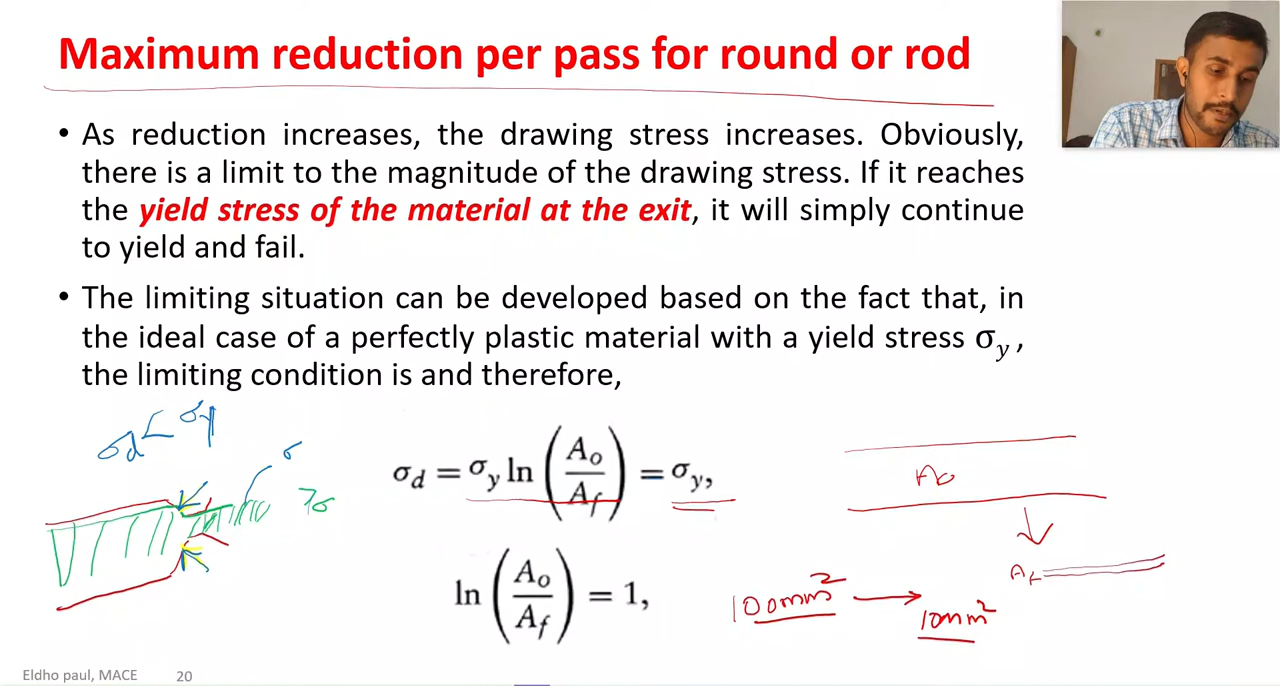 Maximum reduction per pass for round or rod
• As reduction increases, the drawing stress increases. Obviously,
there is a limit to the magnitude of the drawing stress. If it reaches
the yield stress of the material at the exit, it will simply continue
to yield and fail.
• The limiting situation can be developed based on the fact that, in
the ideal case of a perfectly plastic material with a yield stress σy ,
the limiting condition is and therefore,
σd < σy
σ
σd = σy ln (Ao/Af) = σy,
Ao
Af
ln (Ao/Af) = 1,
100mm² → 10mm²
Eldho paul, MACE 20